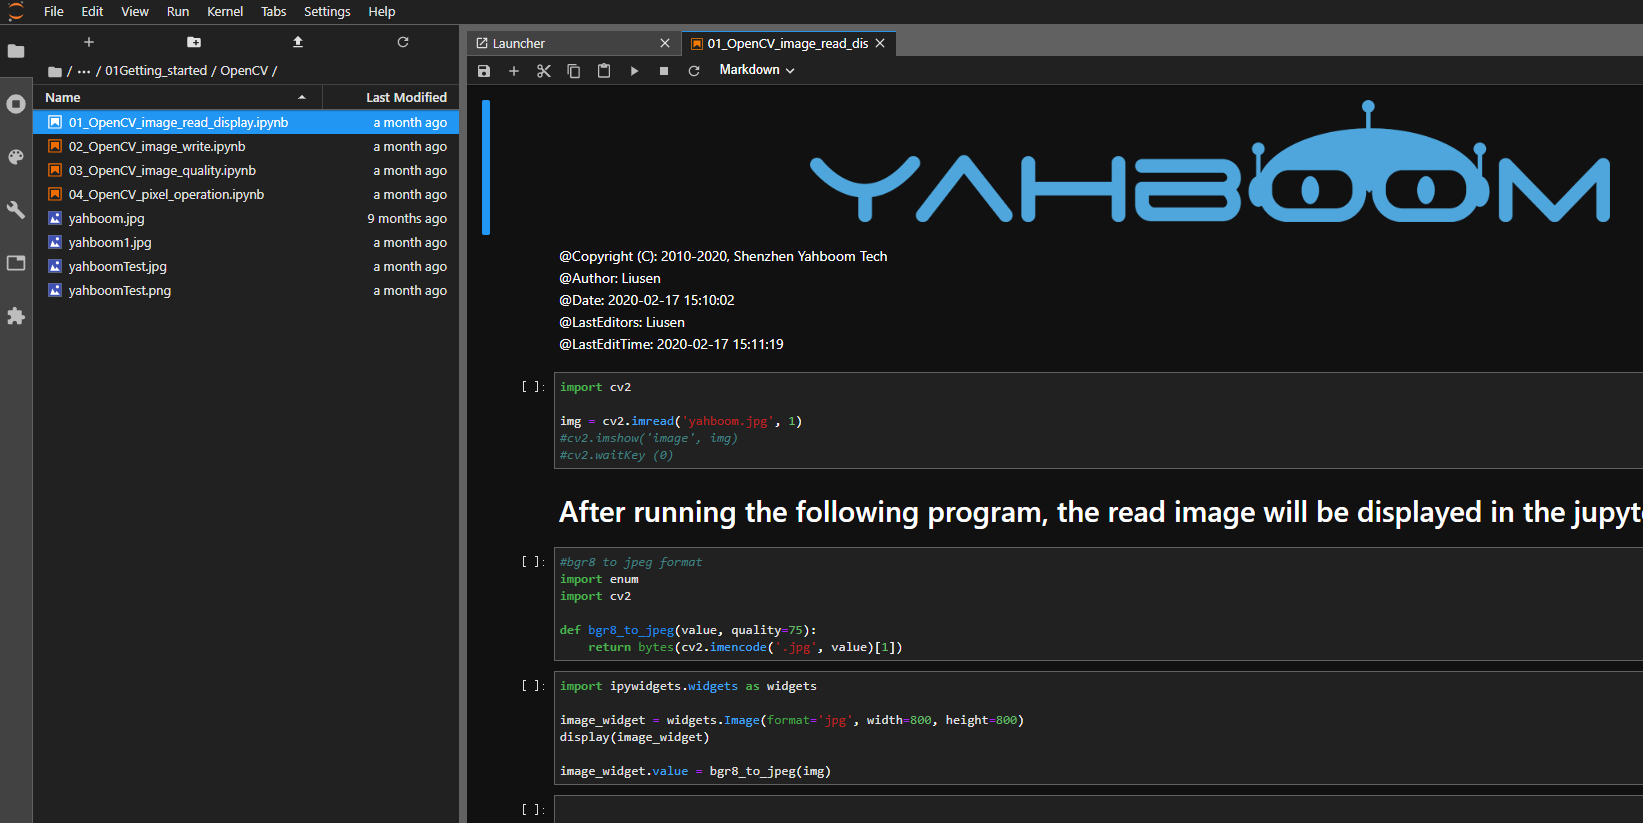 File Edit View Run Kernel Tabs Settings Help
Launcher
01_OpenCV_image_read_dis
/ ··· / 01Getting_started / OpenCV /
Markdown
Name Last Modified
01_OpenCV_image_read_display.ipynb a month ago
02_OpenCV_image_write.ipynb a month ago
03_OpenCV_image_quality.ipynb a month ago
04_OpenCV_pixel_operation.ipynb a month ago
yahboom.jpg 9 months ago
yahboom1.jpg a month ago
yahboomTest.jpg a month ago
yahboomTest.png a month ago
YAHBOOM
@Copyright (C): 2010-2020, Shenzhen Yahboom Tech
@Author: Liusen
@Date: 2020-02-17 15:10:02
@LastEditors: Liusen
@LastEditTime: 2020-02-17 15:11:19
[ ]:
import cv2
img = cv2.imread('yahboom.jpg', 1)
#cv2.imshow('image', img)
#cv2.waitKey (0)
After running the following program, the read image will be displayed in the jupyt
[ ]:
#bgr8 to jpeg format
import enum
import cv2
def bgr8_to_jpeg(value, quality=75):
    return bytes(cv2.imencode('.jpg', value)[1])
[ ]:
import ipywidgets.widgets as widgets
image_widget = widgets.Image(format='jpg', width=800, height=800)
display(image_widget)
image_widget.value = bgr8_to_jpeg(img)
[ ]: